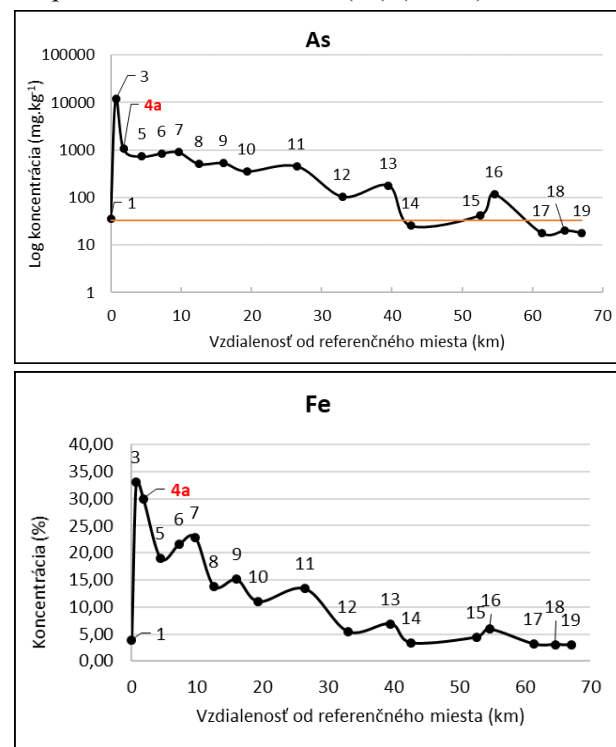 As
Log koncentrácia (mg.kg⁻¹)
100000
10000
1000
100
10
1
3
4a
5 6 7 8 9 10 11 12 13 14 15 16 17 18 19
1
0 10 20 30 40 50 60 70
Vzdialenosť od referenčného miesta (km)
Fe
Koncentrácia (%)
40,00
35,00
30,00
25,00
20,00
15,00
10,00
5,00
0,00
3
4a
5 6 7 8 9 10 11 12 13 14 15 16 17 18 19
1
0 10 20 30 40 50 60 70
Vzdialenosť od referenčného miesta (km)